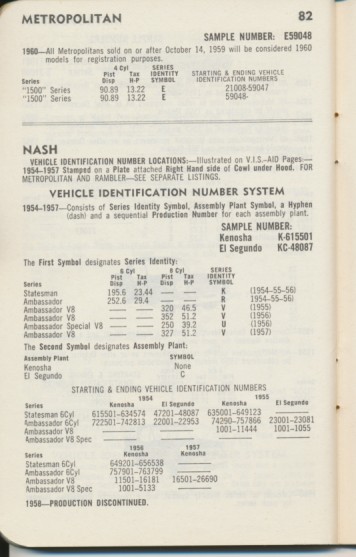 METROPOLITAN 82
SAMPLE NUMBER: E59048
1960—All Metropolitans sold on or after October 14, 1959 will be considered 1960
models for registration purposes.
4 Cyl SERIES
Pist Tax IDENTITY STARTING & ENDING VEHICLE
Series Disp H-P SYMBOL IDENTIFICATION NUMBERS
"1500" Series 90.89 13.22 E 21008-59047
"1500" Series 90.89 13.22 E 59048-
NASH
VEHICLE IDENTIFICATION NUMBER LOCATIONS:—Illustrated on V.I.S.-AID Pages:—
1954-1957 Stamped on a Plate attached Right Hand side of Cowl under Hood. FOR
METROPOLITAN AND RAMBLER—SEE SEPARATE LISTINGS.
VEHICLE IDENTIFICATION NUMBER SYSTEM
1954-1957—Consists of Series Identity Symbol, Assembly Plant Symbol, a Hyphen
(dash) and a sequential Production Number for each assembly plant.
SAMPLE NUMBER:
Kenosha K-615501
El Segundo KC-48087
The First Symbol designates Series Identity:
6 Cyl 8 Cyl SERIES
Pist Tax Pist Tax IDENTITY
Series Disp H-P Disp H-P SYMBOL
Statesman 195.6 23.44 — — K (1954-55-56)
Ambassador 252.6 29.4 — — R 1954-55-56)
Ambassador V8 — — 320 46.5 V (1955)
Ambassador V8 — — 352 51.2 V (1956)
Ambassador Special V8 — — 250 39.2 U (1956)
Ambassador V8 — — 327 51.2 V (1957)
The Second Symbol designates Assembly Plant:
Assembly Plant SYMBOL
Kenosha None
El Segundo C
STARTING & ENDING VEHICLE IDENTIFICATION NUMBERS
1954 1955
Series Kenosha El Segundo Kenosha El Segundo
Statesman 6Cyl 615501-634574 47201-48087 635001-649123 —
Ambassador 6Cyl 722501-742813 22001-22953 74290-757866 23001-23081
Ambassador V8 — — 1001-11444 1001-1055
Ambassador V8 Spec — —
1956 1957
Series Kenosha Kenosha
Statesman 6Cyl 649201-656538 —
Ambassador 6Cyl 757901-763799 —
Ambassador V8 11501-16181 16501-26690
Ambassador V8 Spec 1001-5133 —
1958—PRODUCTION DISCONTINUED.